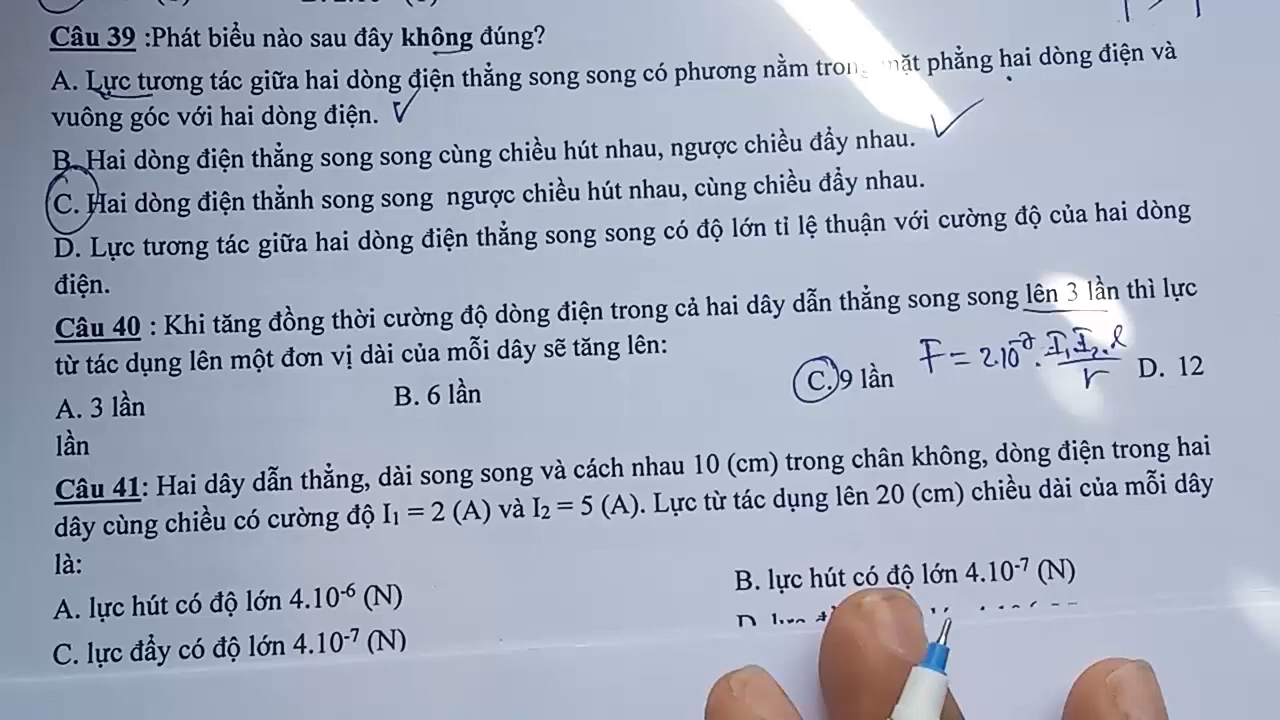 Câu 39 :Phát biểu nào sau đây không đúng?
A. Lực tương tác giữa hai dòng điện thẳng song song có phương nằm mặt phẳng hai dòng điện và
vuông góc với hai dòng điện.
B. Hai dòng điện thẳng song song cùng chiều hút nhau, ngược chiều đẩy nhau.
C. Hai dòng điện thẳnh song song ngược chiều hút nhau, cùng chiều đẩy nhau.
D. Lực tương tác giữa hai dòng điện thẳng song song có độ lớn tỉ lệ thuận với cường độ của hai dòng
điện.
Câu 40 : Khi tăng đồng thời cường độ dòng điện trong cả hai dây dẫn thẳng song song lên 3 lần thì lực
từ tác dụng lên một đơn vị dài của mỗi dây sẽ tăng lên:
A. 3 lần B. 6 lần C. 9 lần F = 2.10⁻⁷. I₁I₂.l / r D. 12
lần
Câu 41: Hai dây dẫn thẳng, dài song song và cách nhau 10 (cm) trong chân không, dòng điện trong hai
dây cùng chiều có cường độ I₁ = 2 (A) và I₂ = 5 (A). Lực từ tác dụng lên 20 (cm) chiều dài của mỗi dây
là:
A. lực hút có độ lớn 4.10⁻⁶ (N) B. lực hút có độ lớn 4.10⁻⁷ (N)
C. lực đẩy có độ lớn 4.10⁻⁷ (N)